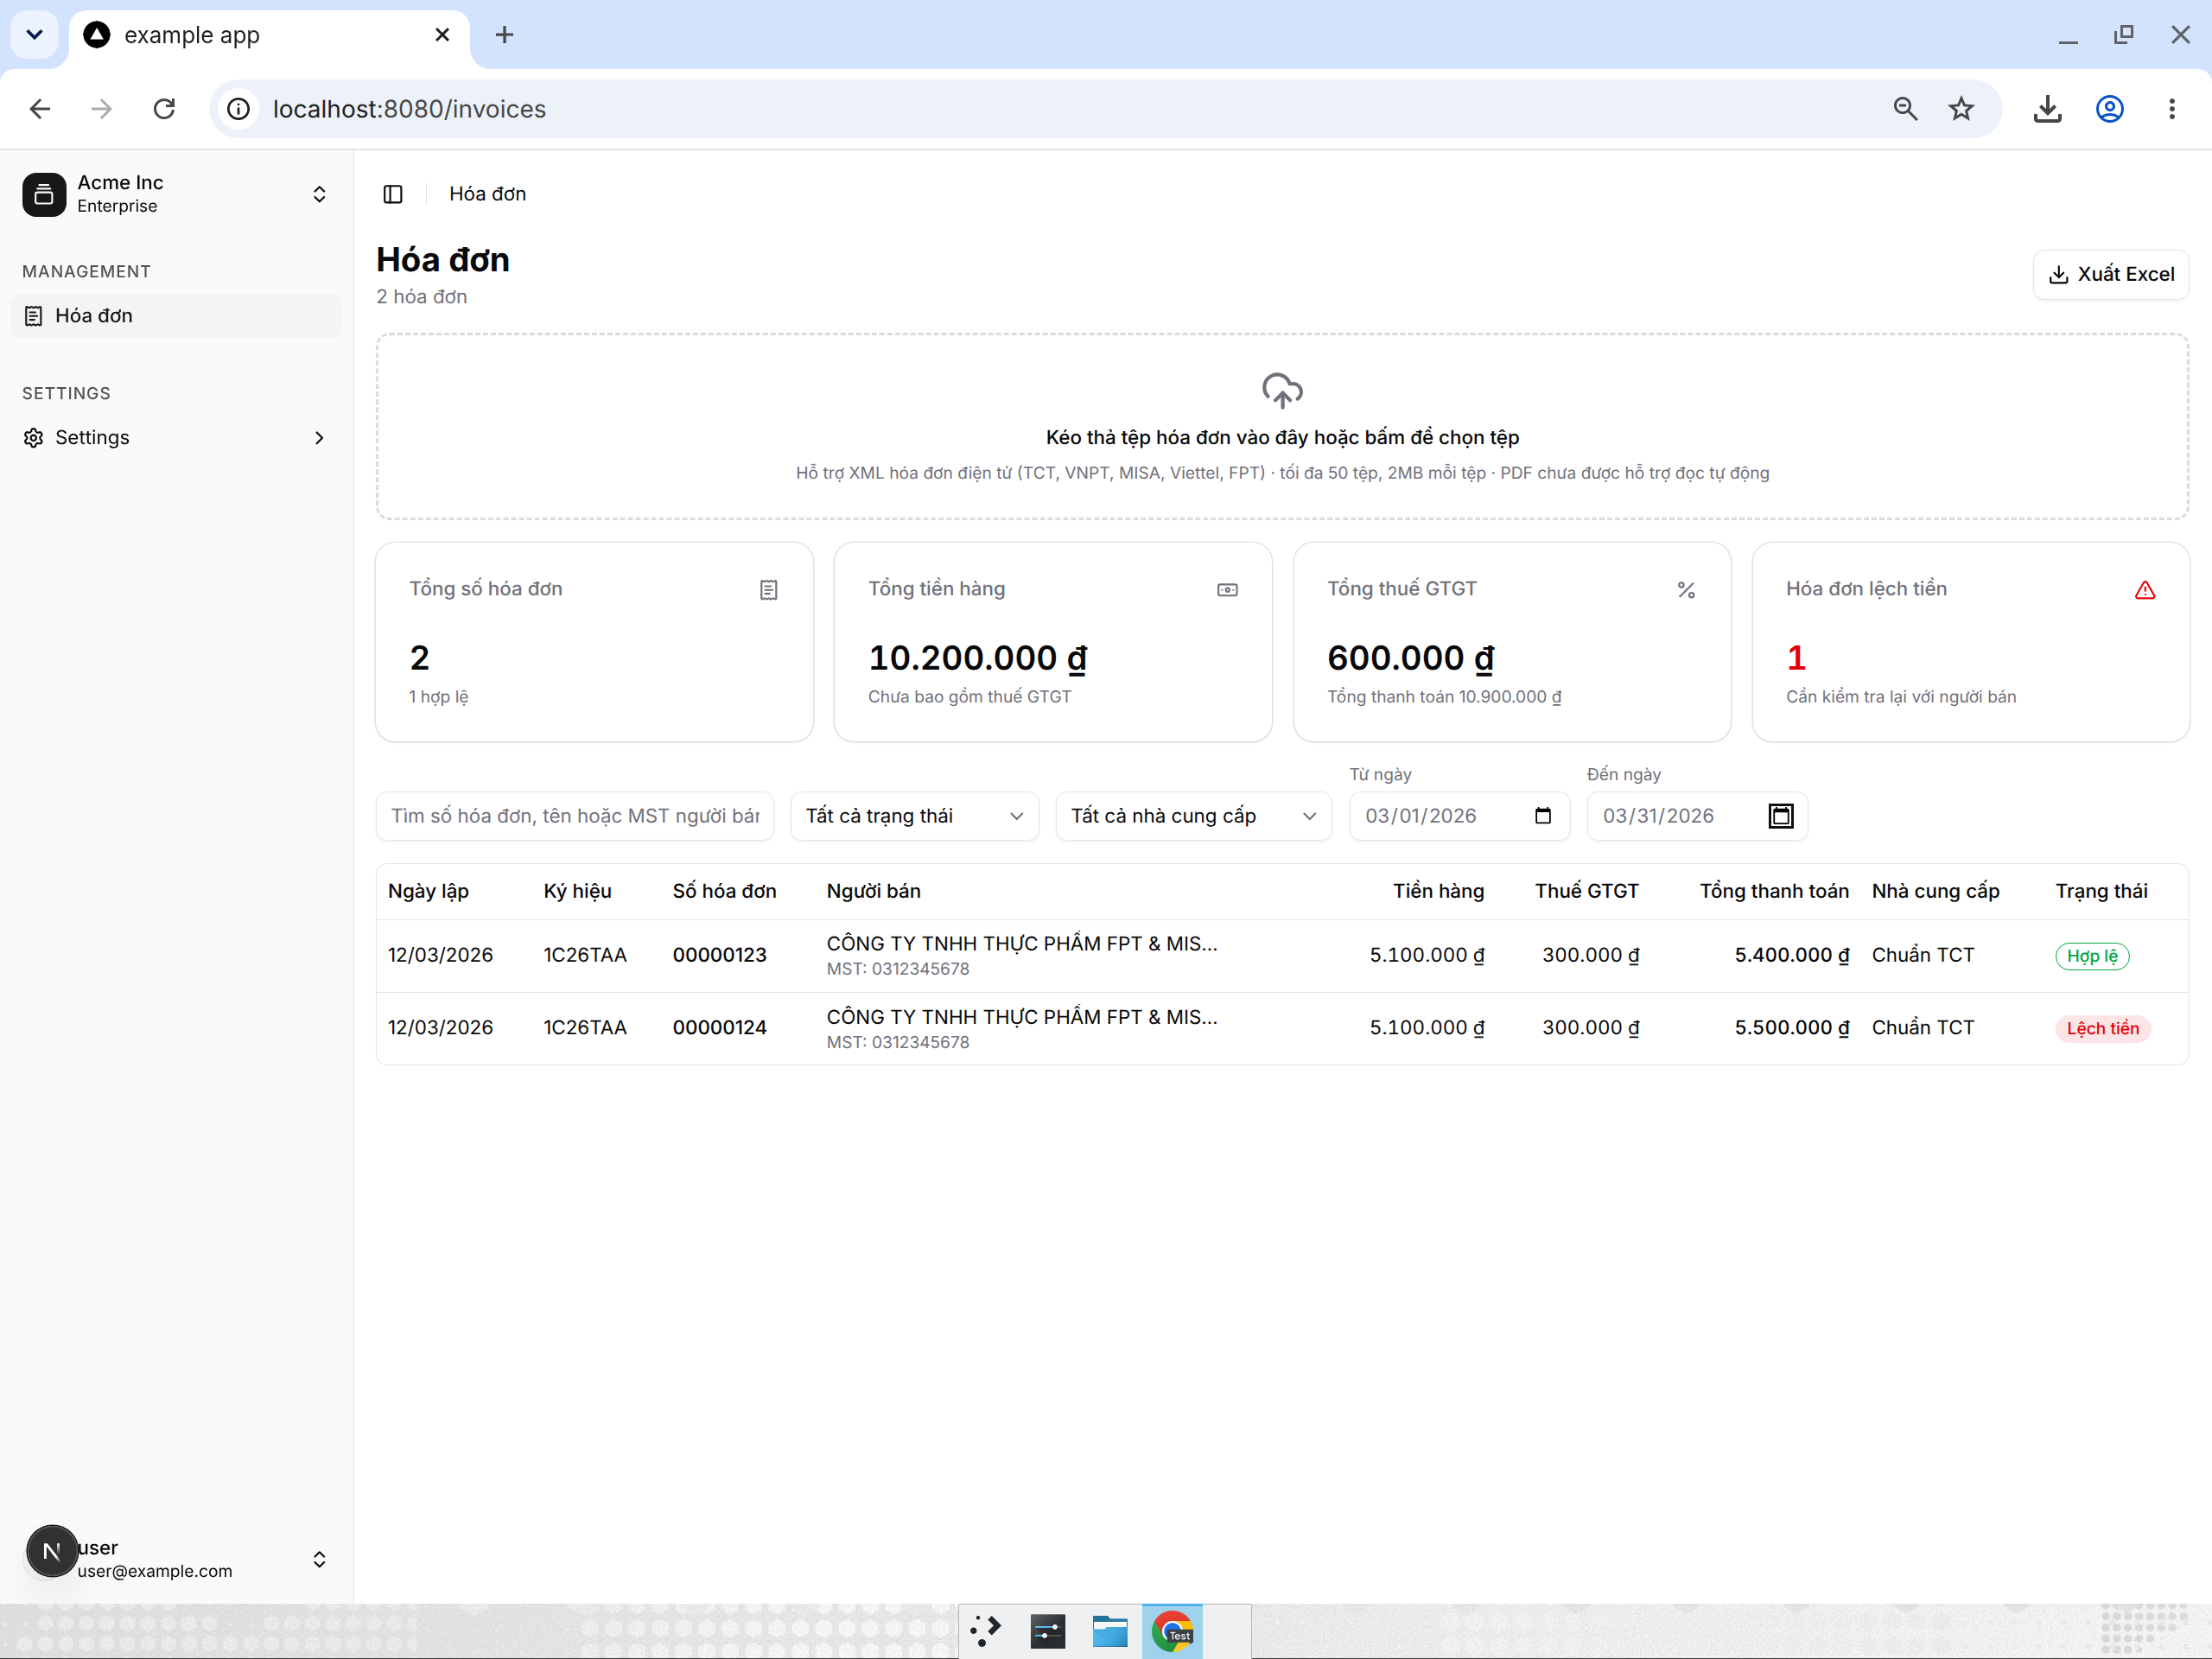 example app
localhost:8080/invoices
Acme Inc
Enterprise
MANAGEMENT
Hóa đơn
SETTINGS
Settings
Hóa đơn
Hóa đơn
2 hóa đơn
Xuất Excel
Kéo thả tệp hóa đơn vào đây hoặc bấm để chọn tệp
Hỗ trợ XML hóa đơn điện tử (TCT, VNPT, MISA, Viettel, FPT) · tối đa 50 tệp, 2MB mỗi tệp · PDF chưa được hỗ trợ đọc tự động
Tổng số hóa đơn
2
1 hợp lệ
Tổng tiền hàng
10.200.000 ₫
Chưa bao gồm thuế GTGT
Tổng thuế GTGT
600.000 ₫
Tổng thanh toán 10.900.000 ₫
Hóa đơn lệch tiền
1
Cần kiểm tra lại với người bán
Từ ngày
Đến ngày
Tìm số hóa đơn, tên hoặc MST người bán
Tất cả trạng thái
Tất cả nhà cung cấp
03/01/2026
03/31/2026
Ngày lập Ký hiệu Số hóa đơn Người bán Tiền hàng Thuế GTGT Tổng thanh toán Nhà cung cấp Trạng thái
12/03/2026 1C26TAA 00000123 CÔNG TY TNHH THỰC PHẨM FPT & MIS... 5.100.000 ₫ 300.000 ₫ 5.400.000 ₫ Chuẩn TCT Hợp lệ
MST: 0312345678
12/03/2026 1C26TAA 00000124 CÔNG TY TNHH THỰC PHẨM FPT & MIS... 5.100.000 ₫ 300.000 ₫ 5.500.000 ₫ Chuẩn TCT Lệch tiền
MST: 0312345678
N
user
user@example.com
Test